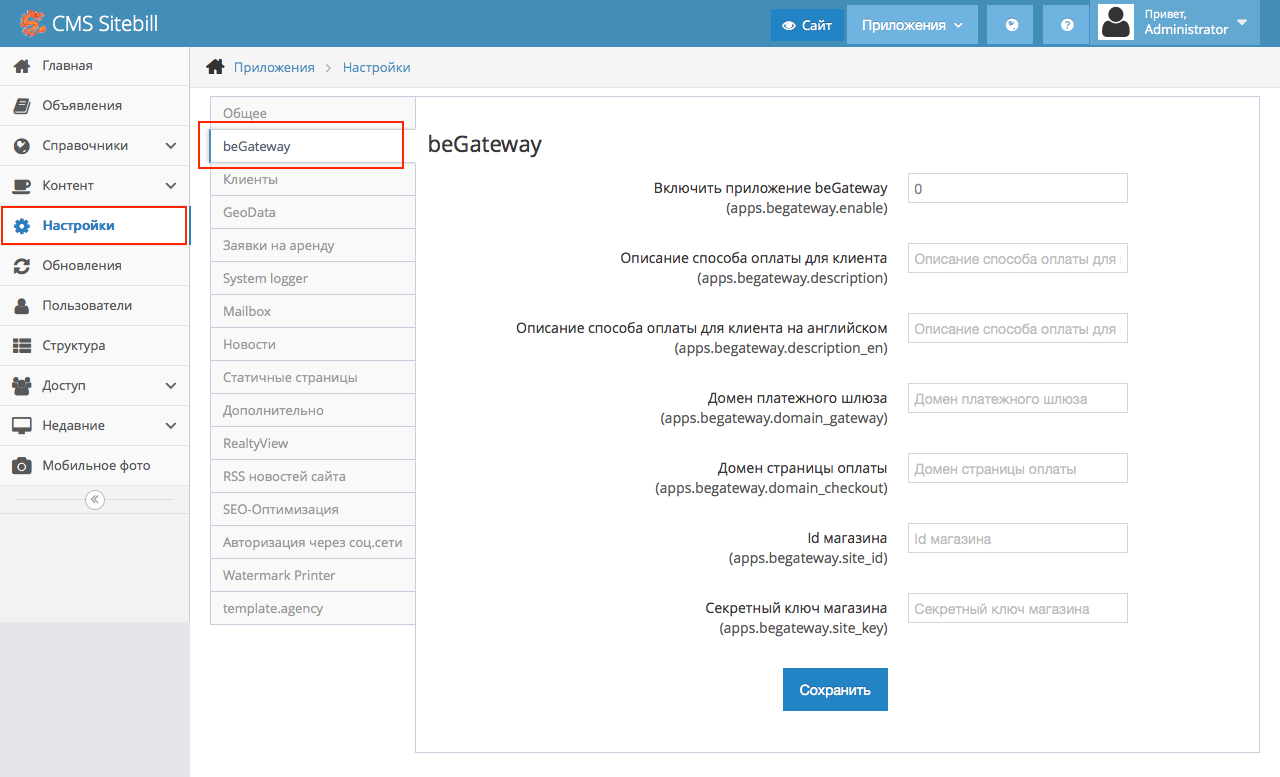 CMS Sitebill
Сайт
Приложения
Привет,
Administrator
Главная
Объявления
Справочники
Контент
Настройки
Обновления
Пользователи
Структура
Доступ
Недавние
Мобильное фото
Приложения
Настройки
Общее
beGateway
Клиенты
GeoData
Заявки на аренду
System logger
Mailbox
Новости
Статичные страницы
Дополнительно
RealtyView
RSS новостей сайта
SEO-Оптимизация
Авторизация через соц.сети
Watermark Printer
template.agency
beGateway
Включить приложение beGateway
(apps.begateway.enable)
0
Описание способа оплаты для клиента
(apps.begateway.description)
Описание способа оплаты для
Описание способа оплаты для клиента на английском
(apps.begateway.description_en)
Описание способа оплаты для
Домен платежного шлюза
(apps.begateway.domain_gateway)
Домен платежного шлюза
Домен страницы оплаты
(apps.begateway.domain_checkout)
Домен страницы оплаты
Id магазина
(apps.begateway.site_id)
Id магазина
Секретный ключ магазина
(apps.begateway.site_key)
Секретный ключ магазина
Сохранить